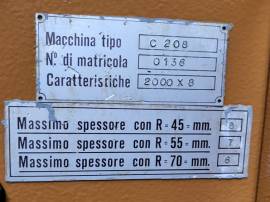 Macchina tipo C 208
N.º di matricola 0136
Caratteristiche 2000 X 8
Massimo spessore con R=45=mm. 8
Massimo spessore con R=55=mm. 7
Massimo spessore con R=70=mm. 6